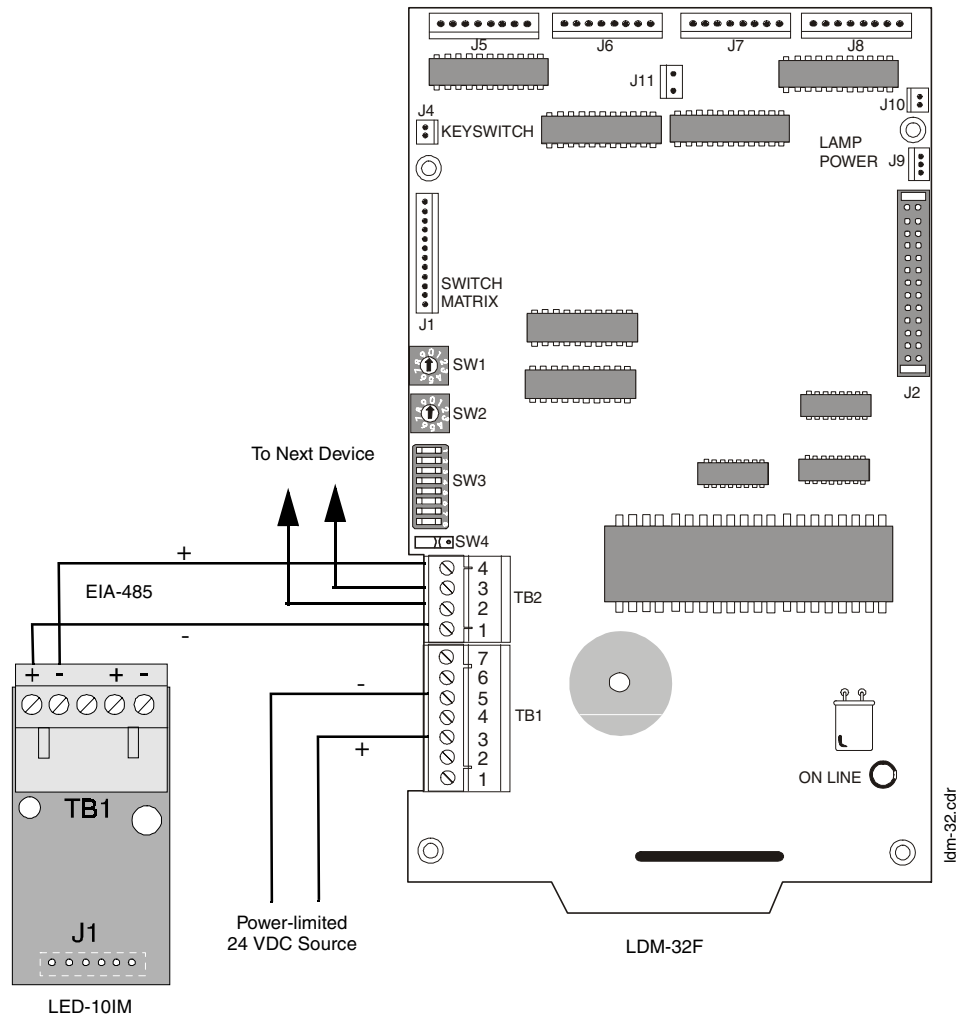 J5
J6
J7
J8
J11
J4
J10
KEYSWITCH
LAMP
POWER
J9
SWITCH
MATRIX
J1
SW1
SW2
J2
To Next Device
SW3
SW4
+
EIA-485
-
4
3
2
1
TB2
+ - + -
7
6
5
4
3
2
1
TB1
-
+
ON LINE
TB1
J1
Power-limited
24 VDC Source
LDM-32F
LED-10IM
ldm-32.cdr